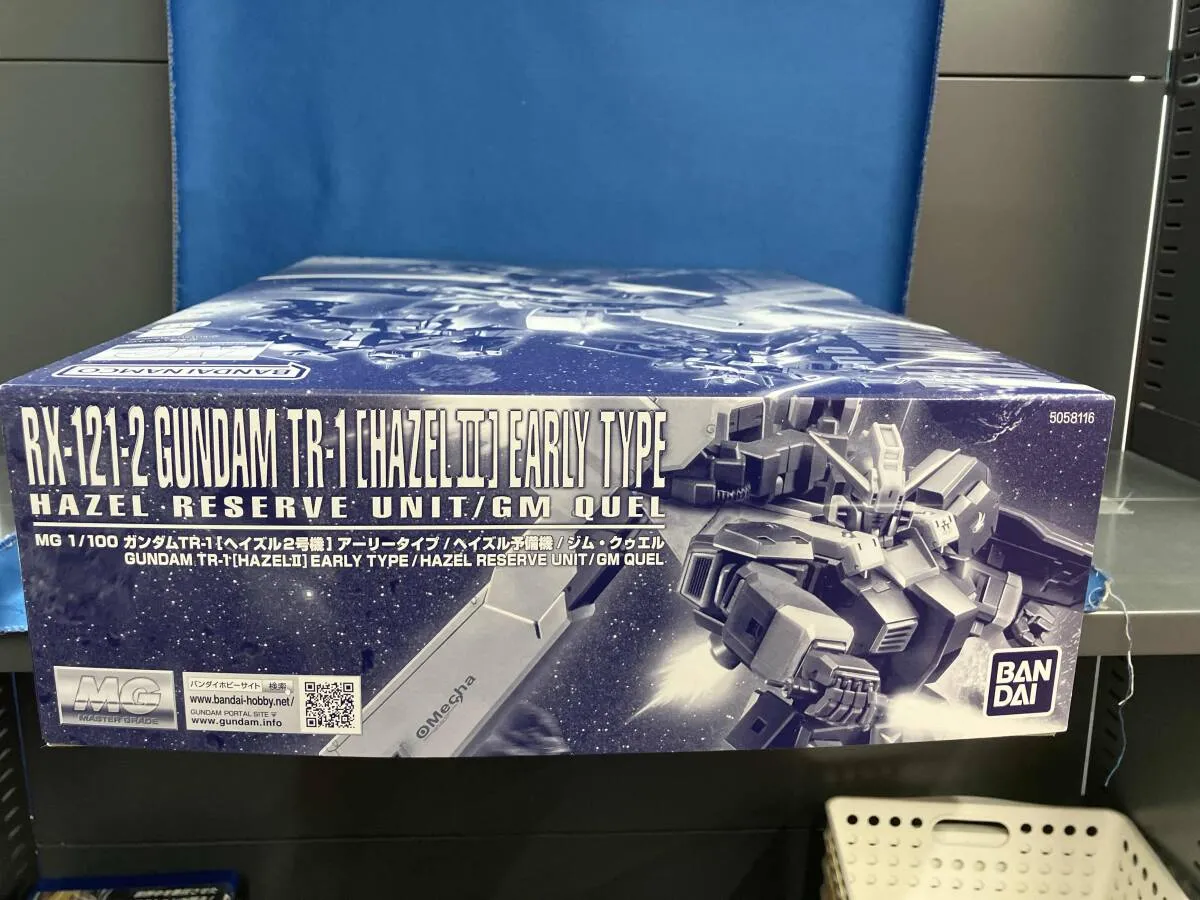 BANDAI NAMCO
RX-121-2 GUNDAM TR-1 [HAZEL II] EARLY TYPE
5058116
HAZEL RESERVE UNIT/GM QUEL
MG 1/100 ガンダムTR-1 [ヘイズル2号機] アーリータイプ / ヘイズル予備機 / ジム・クゥエル
GUNDAM TR-1 [HAZEL II] EARLY TYPE / HAZEL RESERVE UNIT / GM QUEL
MG
MASTER GRADE
バンダイホビーサイト 検索
www.bandai-hobby.net/
GUNDAM PORTAL SITE
www.gundam.info
©Mecha
BAN
DAI